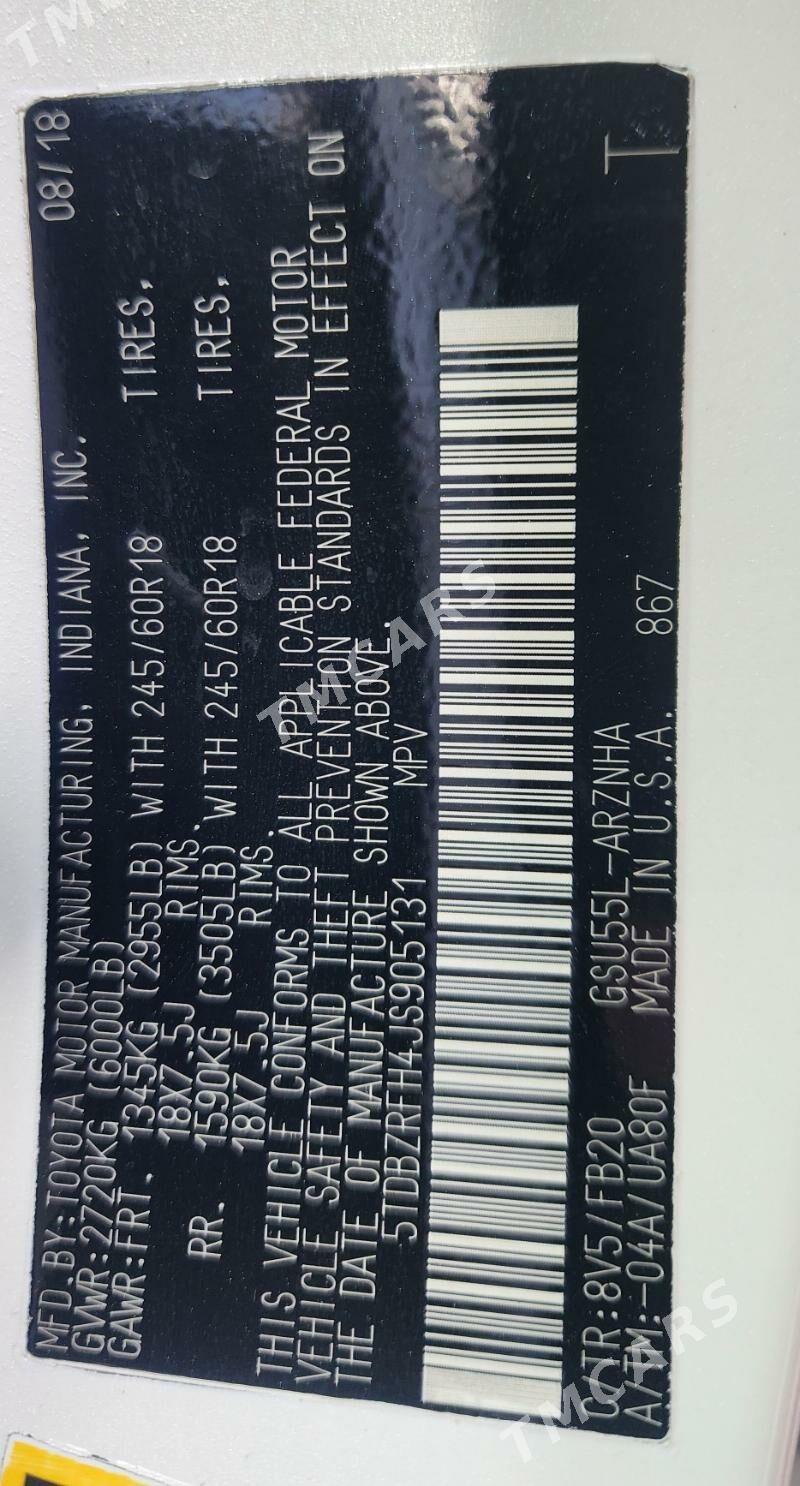 MFD.BY:TOYOTA MOTOR MANUFACTURING, INDIANA, INC. 08/18
GVWR:2720KG (6000LB)
GAWR:FRT. 1345KG (2955LB) WITH 245/60R18 TIRES,
18X7.5J RIMS.
RR. 1590KG (3505LB) WITH 245/60R18 TIRES,
18X7.5J RIMS.
THIS VEHICLE CONFORMS TO ALL APPLICABLE FEDERAL MOTOR
VEHICLE SAFETY AND THEFT PREVENTION STANDARDS IN EFFECT ON
THE DATE OF MANUFACTURE SHOWN ABOVE.
5TDBZRFH4JS905131 MPV
C/TR:8V5/FB20 GSU55L-ARZNHA T
A/TM:-04A/UA80F MADE IN U.S.A. 867
TMCARS
TMCARS